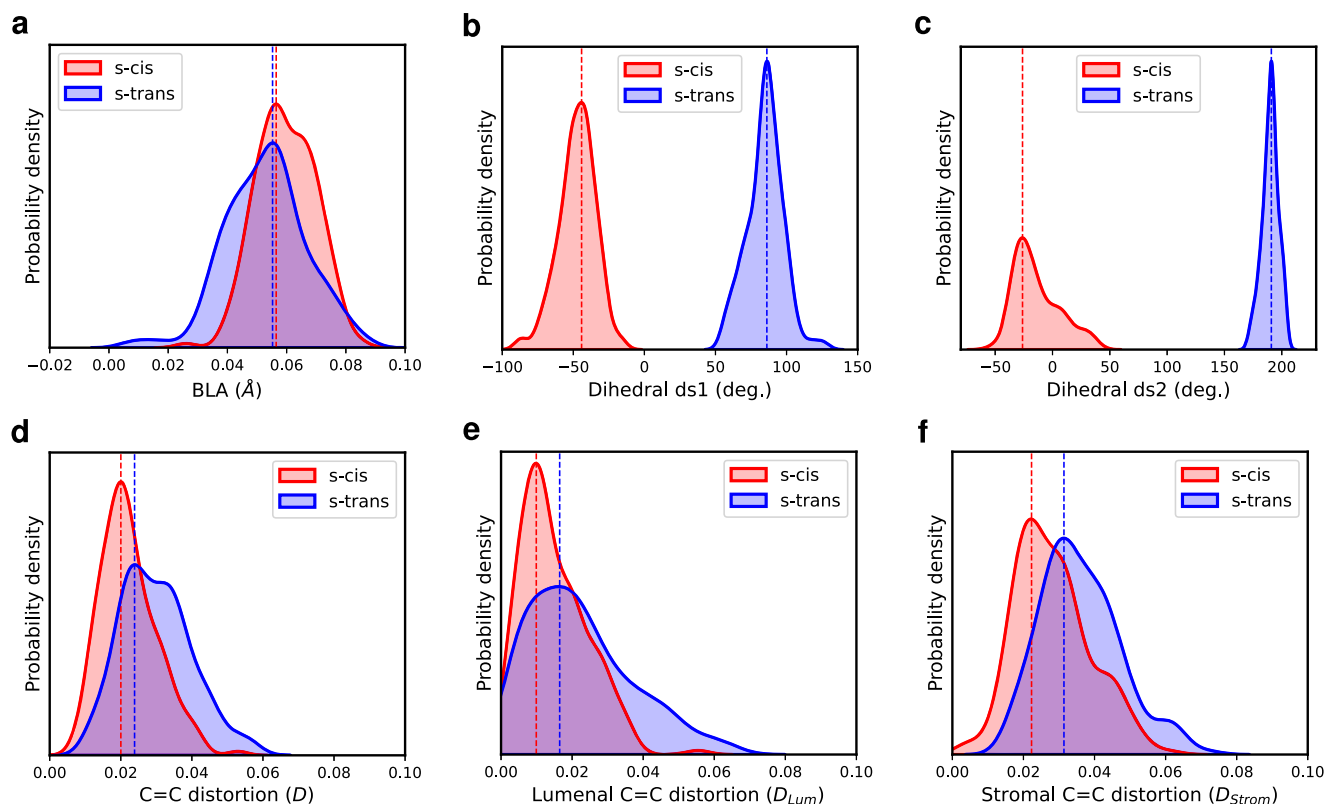 a
s-cis
s-trans
Probability density
−0.02 0.00 0.02 0.04 0.06 0.08 0.10
BLA (Å)
b
s-cis
s-trans
Probability density
−100 −50 0 50 100 150
Dihedral ds1 (deg.)
c
s-cis
s-trans
Probability density
−50 0 50 100 150 200
Dihedral ds2 (deg.)
d
s-cis
s-trans
Probability density
0.00 0.02 0.04 0.06 0.08 0.10
C=C distortion (D)
e
s-cis
s-trans
Probability density
0.00 0.02 0.04 0.06 0.08 0.10
Lumenal C=C distortion (D_Lum)
f
s-cis
s-trans
Probability density
0.00 0.02 0.04 0.06 0.08 0.10
Stromal C=C distortion (D_Strom)